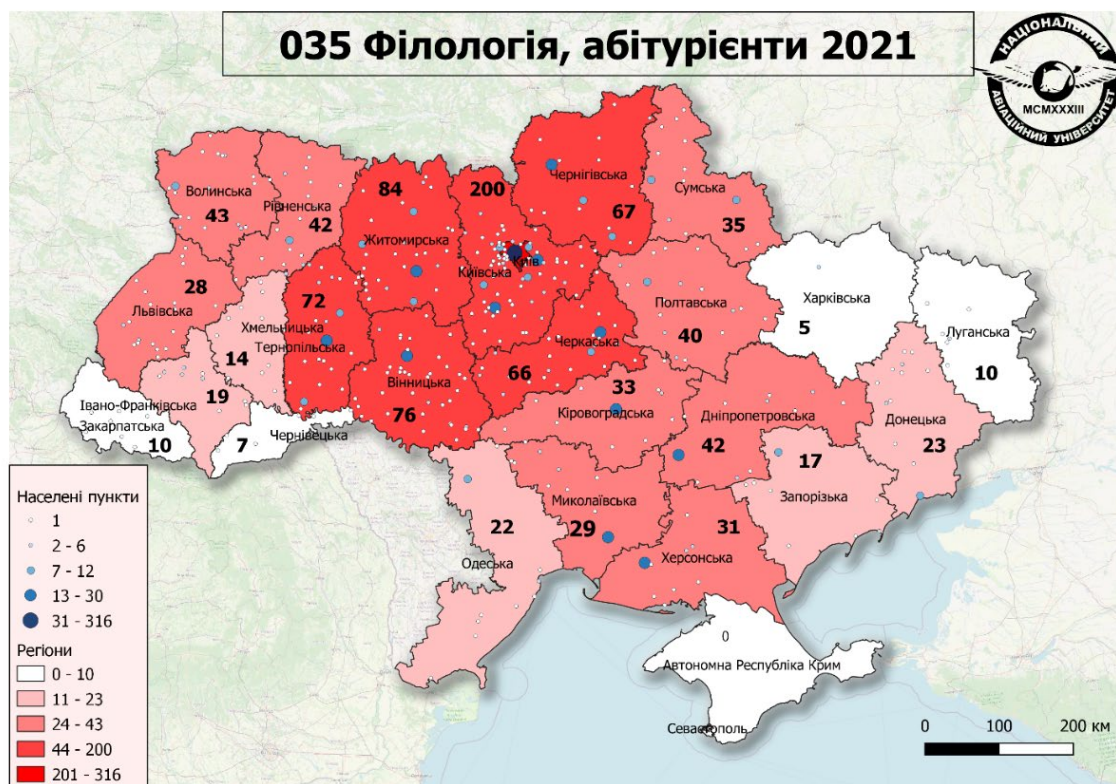 035 Філологія, абітурієнти 2021
НАЦІОНАЛЬНИЙ
АВІАЦІЙНИЙ УНІВЕРСИТЕТ
MCMXXXIII
Волинська
43
Рівненська
42
84
Житомирська
200
Київська
Київ
Чернігівська
67
Сумська
35
Львівська
28
Хмельницька
Тернопільська
14
72
Вінницька
76
Черкаська
66
Полтавська
40
Харківська
5
Луганська
10
Івано-Франківська
19
Закарпатська
10
7
Чернівецька
33
Кіровоградська
Дніпропетровська
42
Донецька
23
17
Запорізька
22
Одеська
Миколаївська
29
31
Херсонська
0
Автономна Республіка Крим
Севастополь
Населені пункти
1
2 - 6
7 - 12
13 - 30
31 - 316
Регіони
0 - 10
11 - 23
24 - 43
44 - 200
201 - 316
0 100 200 км